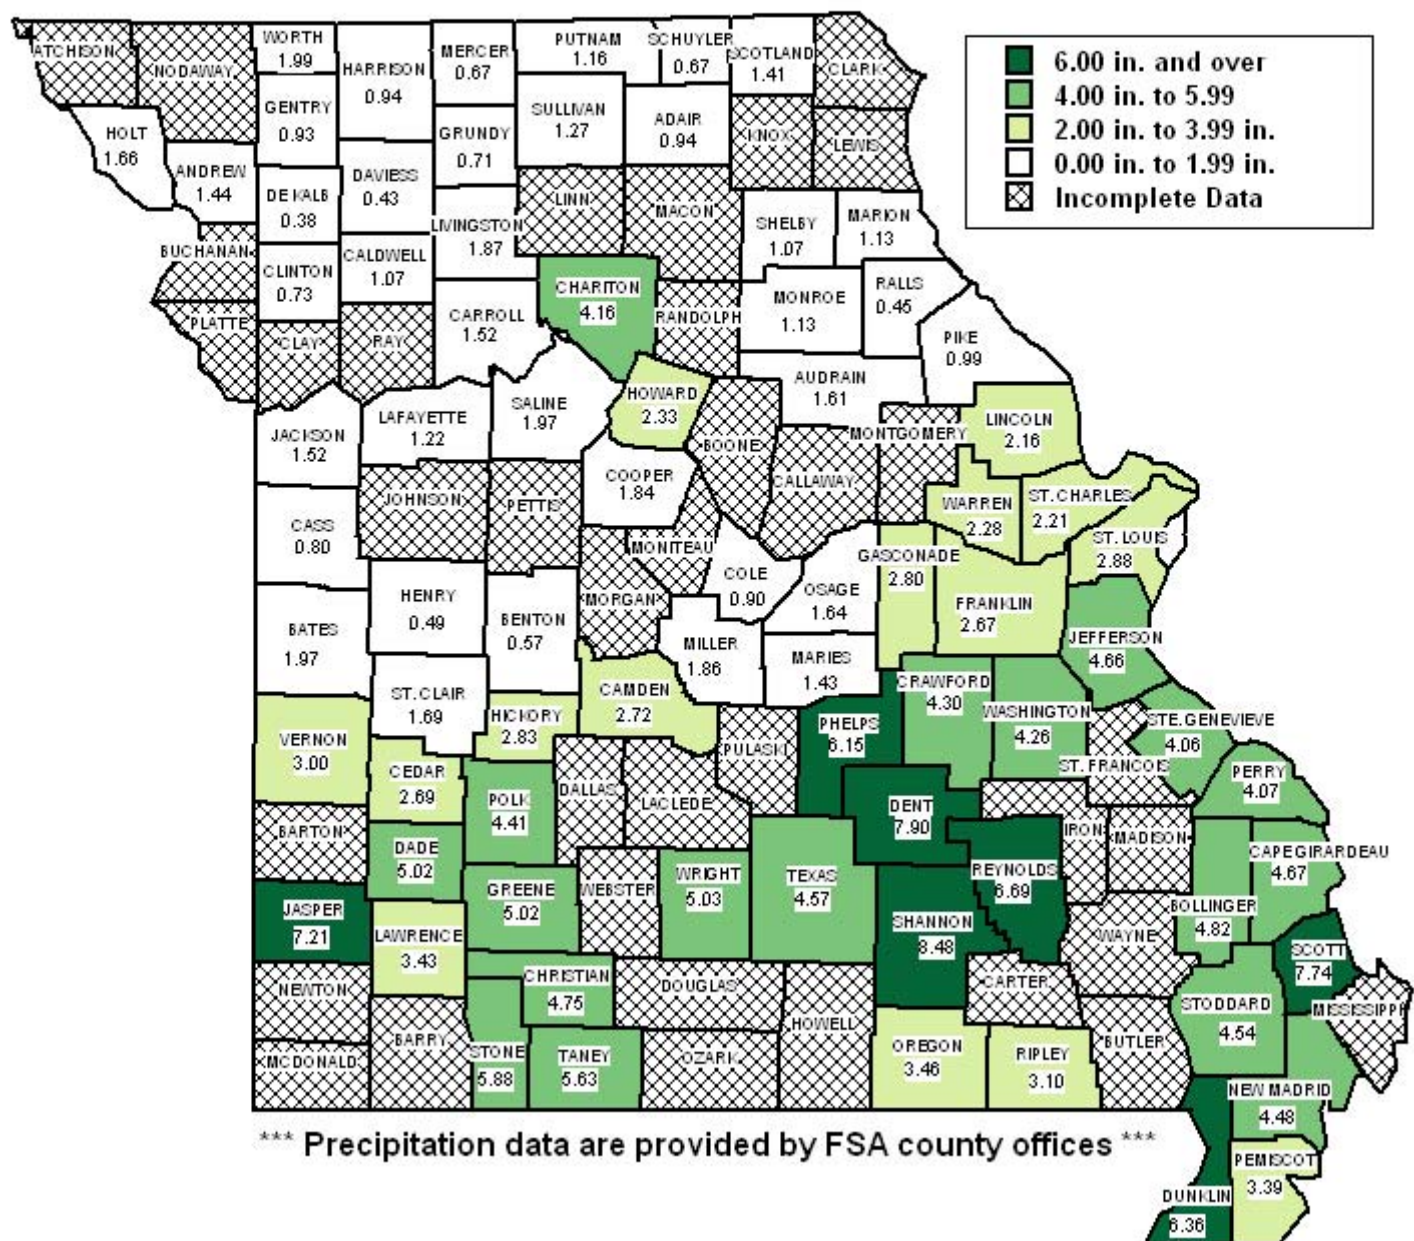 6.00 in. and over
4.00 in. to 5.99
2.00 in. to 3.99 in.
0.00 in. to 1.99 in.
Incomplete Data
ATCHISON
NODAWAY
WORTH
1.99
HARRISON
0.94
MERCER
0.67
PUTNAM
1.16
SCHUYLER
0.67
SCOTLAND
1.41
CLARK
HOLT
1.66
ANDREW
1.44
GENTRY
0.93
GRUNDY
0.71
SULLIVAN
1.27
ADAIR
0.94
KNOX
LEWIS
DE KALB
0.38
DAVIESS
0.43
LIVINGSTON
1.87
LINN
MACON
SHELBY
1.07
MARION
1.13
BUCHANAN
CLINTON
0.73
CALDWELL
1.07
CHARITON
4.16
RANDOLPH
MONROE
1.13
RALLS
0.45
PLATTE
CLAY
RAY
CARROLL
1.52
PIKE
0.99
JACKSON
1.52
LAFAYETTE
1.22
SALINE
1.97
HOWARD
2.33
BOONE
AUDRAIN
1.61
MONTGOMERY
LINCOLN
2.16
JOHNSON
PETTIS
COOPER
1.84
CALLAWAY
WARREN
2.28
ST. CHARLES
2.21
CASS
0.80
MONITEAU
COLE
0.90
OSAGE
1.64
GASCONADE
2.80
FRANKLIN
2.67
ST. LOUIS
2.88
BATES
1.97
HENRY
0.49
BENTON
0.57
MORGAN
MILLER
1.86
MARIES
1.43
JEFFERSON
4.66
ST. CLAIR
1.69
HICKORY
2.83
CAMDEN
2.72
PULASKI
PHELPS
6.15
CRAWFORD
4.30
WASHINGTON
4.26
ST. FRANCOIS
STE. GENEVIEVE
4.06
PERRY
4.07
VERNON
3.00
CEDAR
2.69
POLK
4.41
DALLAS
LACLEDE
DENT
7.90
IRON
MADISON
BARTON
DADE
5.02
GREENE
5.02
WEBSTER
WRIGHT
5.03
TEXAS
4.57
REYNOLDS
6.69
CAPE GIRARDEAU
4.67
BOLLINGER
4.82
JASPER
7.21
LAWRENCE
3.43
SHANNON
8.48
WAYNE
SCOTT
7.74
NEWTON
CHRISTIAN
4.75
DOUGLAS
HOWELL
CARTER
STODDARD
4.54
MISSISSIPPI
MCDONALD
BARRY
STONE
5.88
TANEY
5.63
OZARK
OREGON
3.46
RIPLEY
3.10
BUTLER
NEW MADRID
4.48
*** Precipitation data are provided by FSA county offices ***
PEMISCOT
3.39
DUNKLIN
6.36